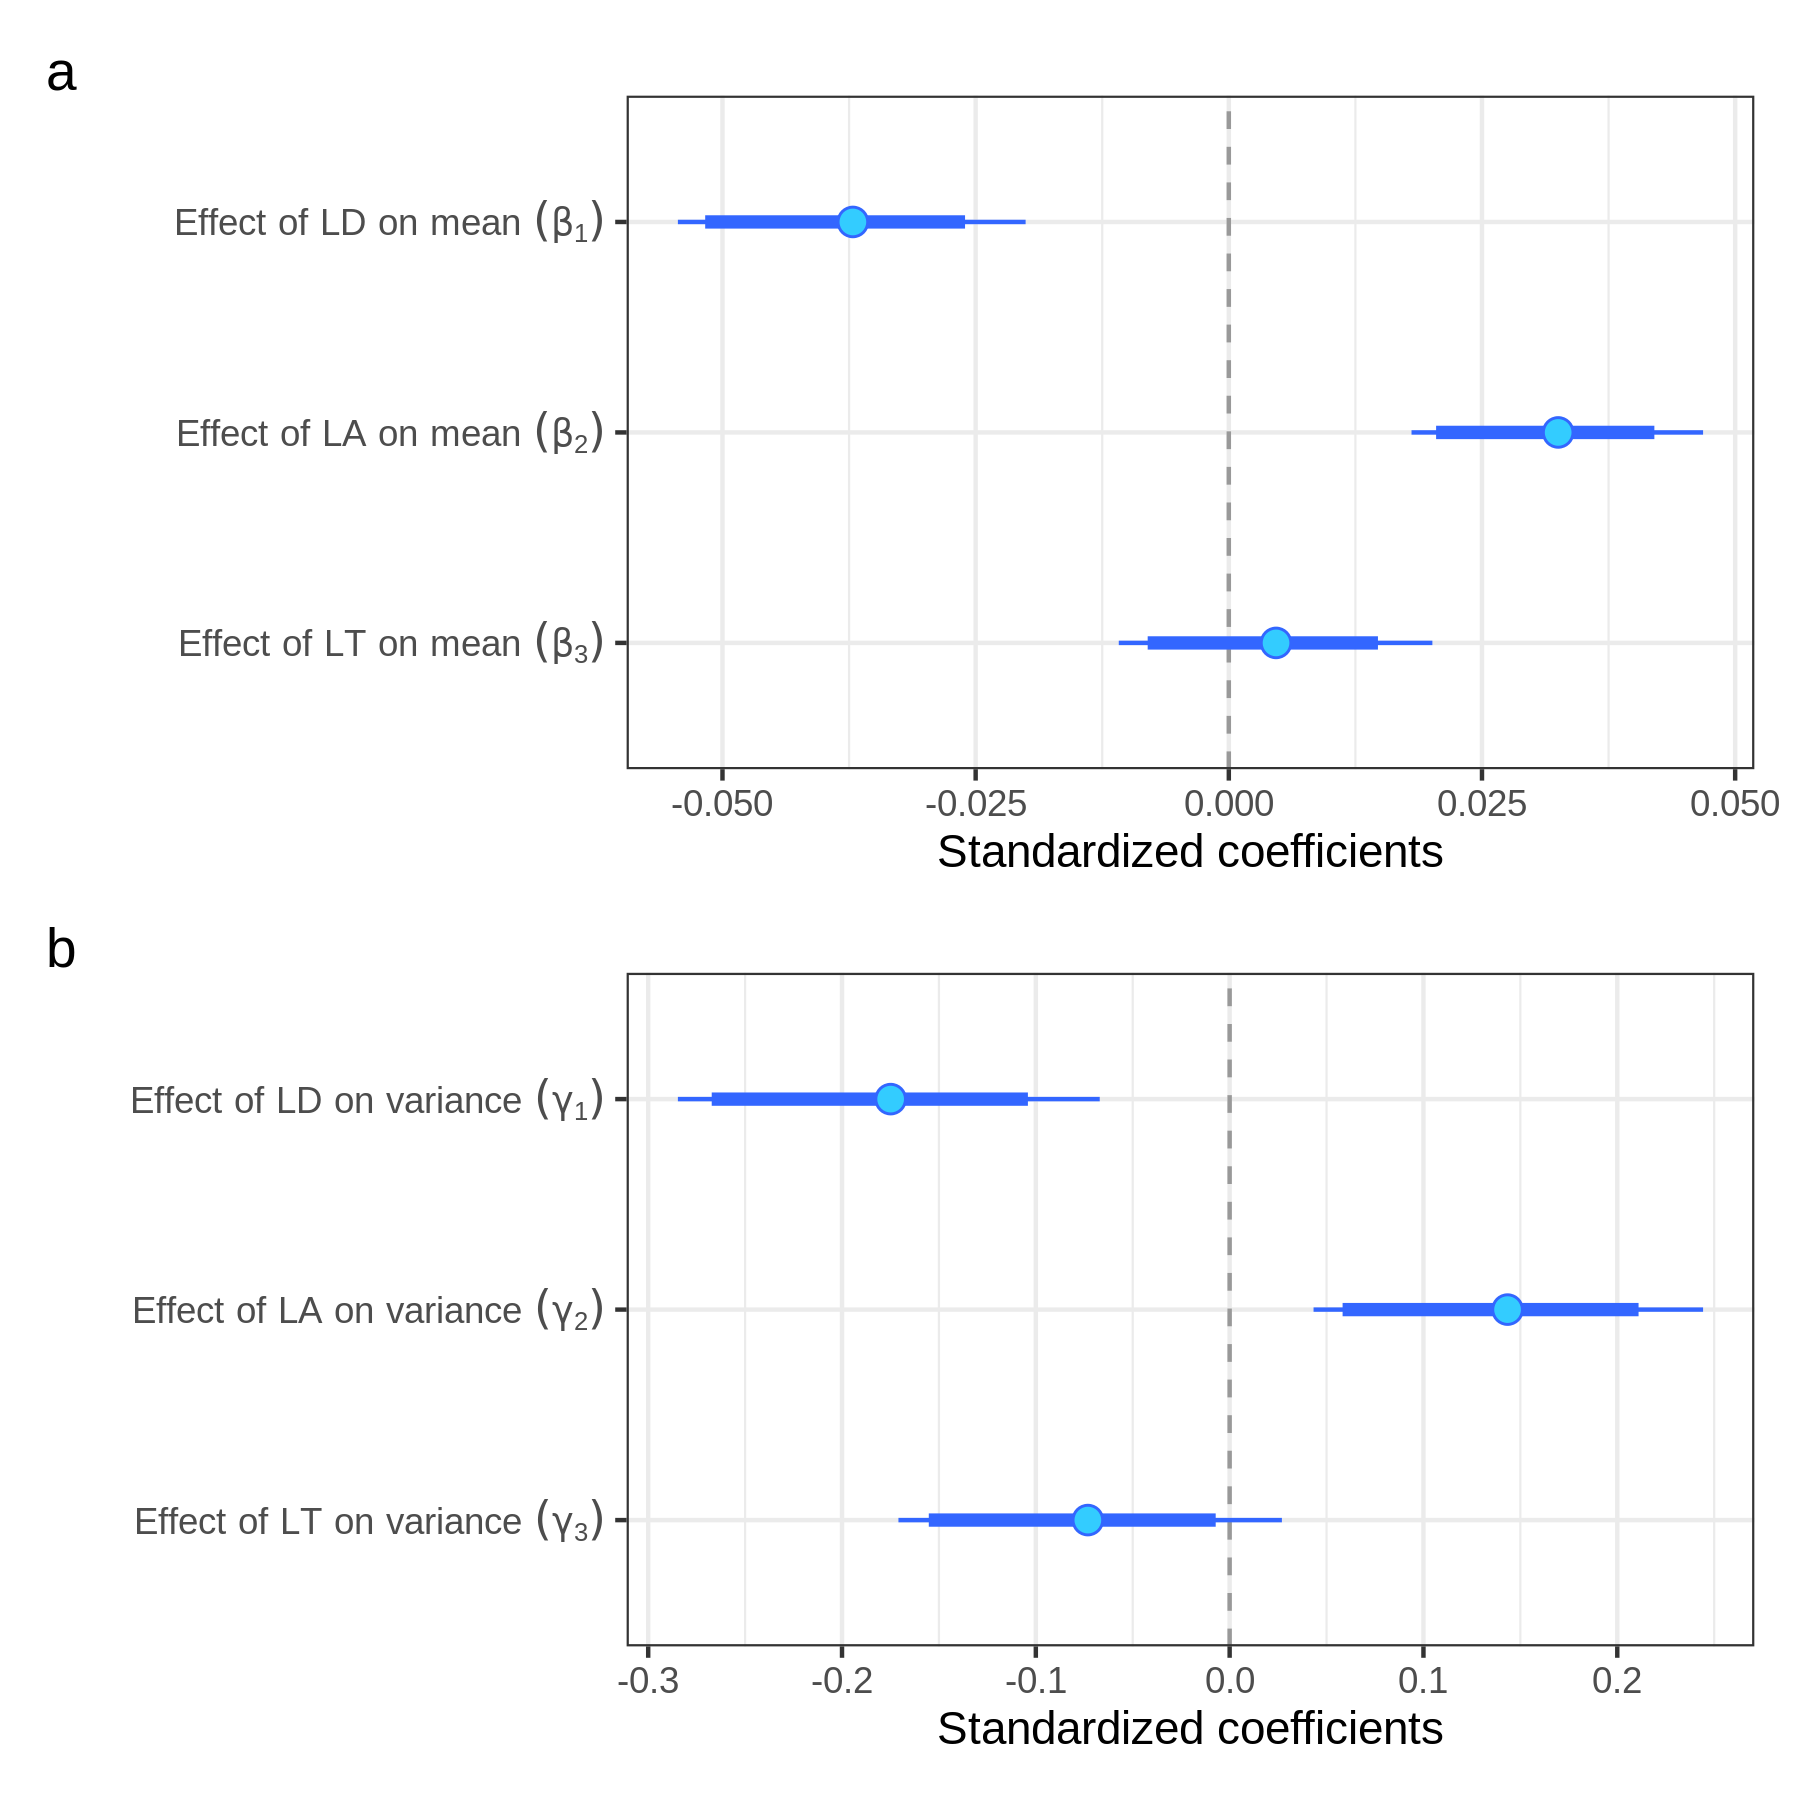 a
Effect of LD on mean (β₁)
Effect of LA on mean (β₂)
Effect of LT on mean (β₃)
-0.050 -0.025 0.000 0.025 0.050
Standardized coefficients
b
Effect of LD on variance (γ₁)
Effect of LA on variance (γ₂)
Effect of LT on variance (γ₃)
-0.3 -0.2 -0.1 0.0 0.1 0.2
Standardized coefficients